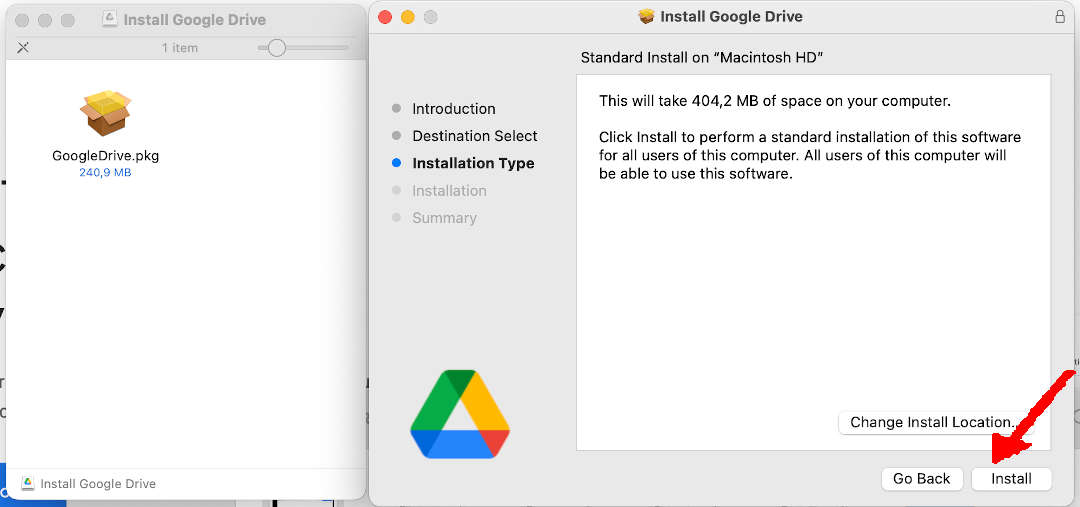 Install Google Drive
1 item
GoogleDrive.pkg
240,9 MB
Install Google Drive
Install Google Drive
Standard Install on “Macintosh HD”
Introduction
Destination Select
Installation Type
Installation
Summary
This will take 404,2 MB of space on your computer.
Click Install to perform a standard installation of this software
for all users of this computer. All users of this computer will
be able to use this software.
Change Install Location...
Go Back
Install